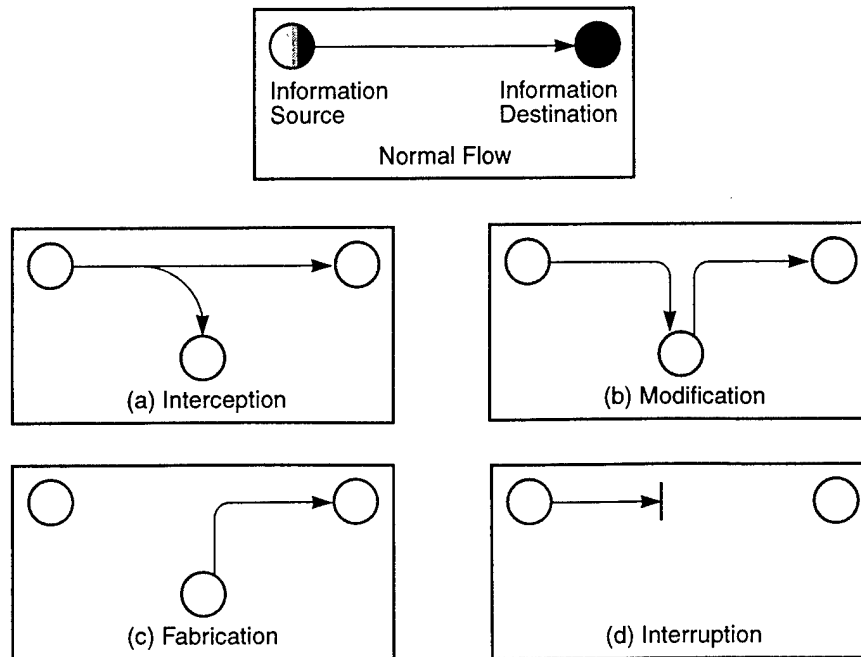 Information Source
Information Destination
Normal Flow
(a) Interception
(b) Modification
(c) Fabrication
(d) Interruption